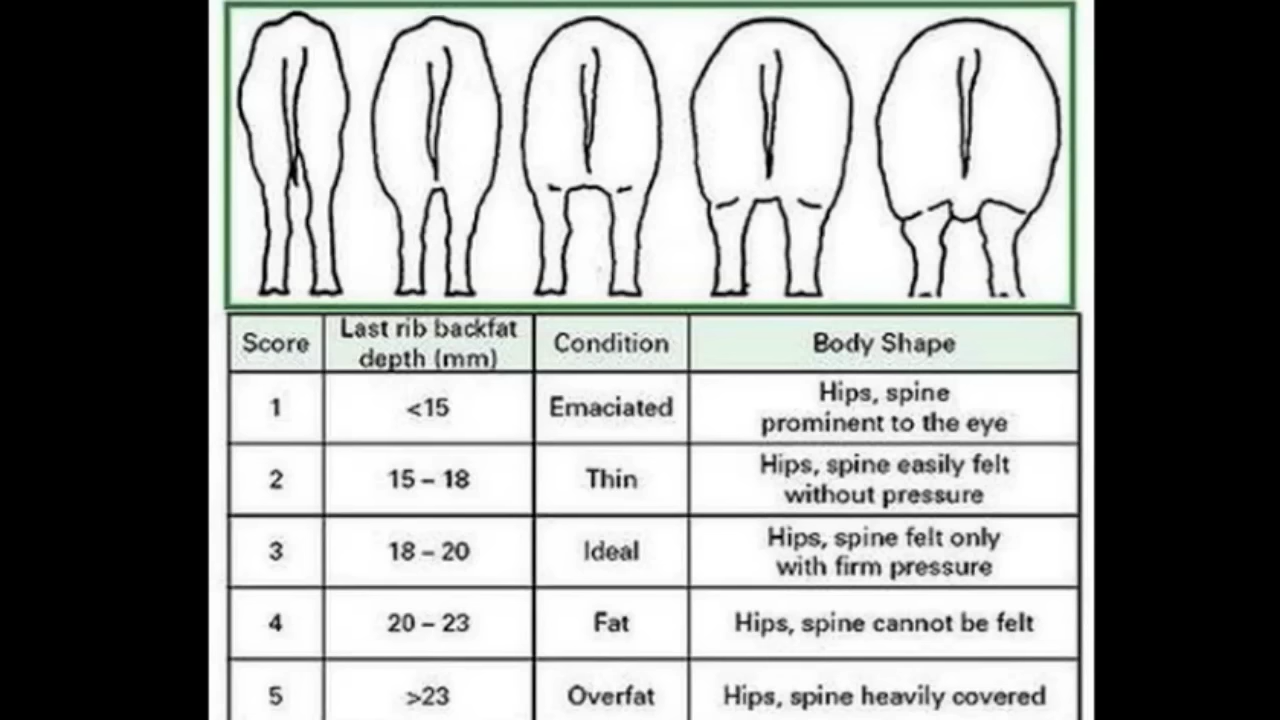 Score
Last rib backfat
depth (mm)
Condition
Body Shape
1
<15
Emaciated
Hips, spine
prominent to the eye
2
15 – 18
Thin
Hips, spine easily felt
without pressure
3
18 – 20
Ideal
Hips, spine felt only
with firm pressure
4
20 – 23
Fat
Hips, spine cannot be felt
5
>23
Overfat
Hips, spine heavily covered